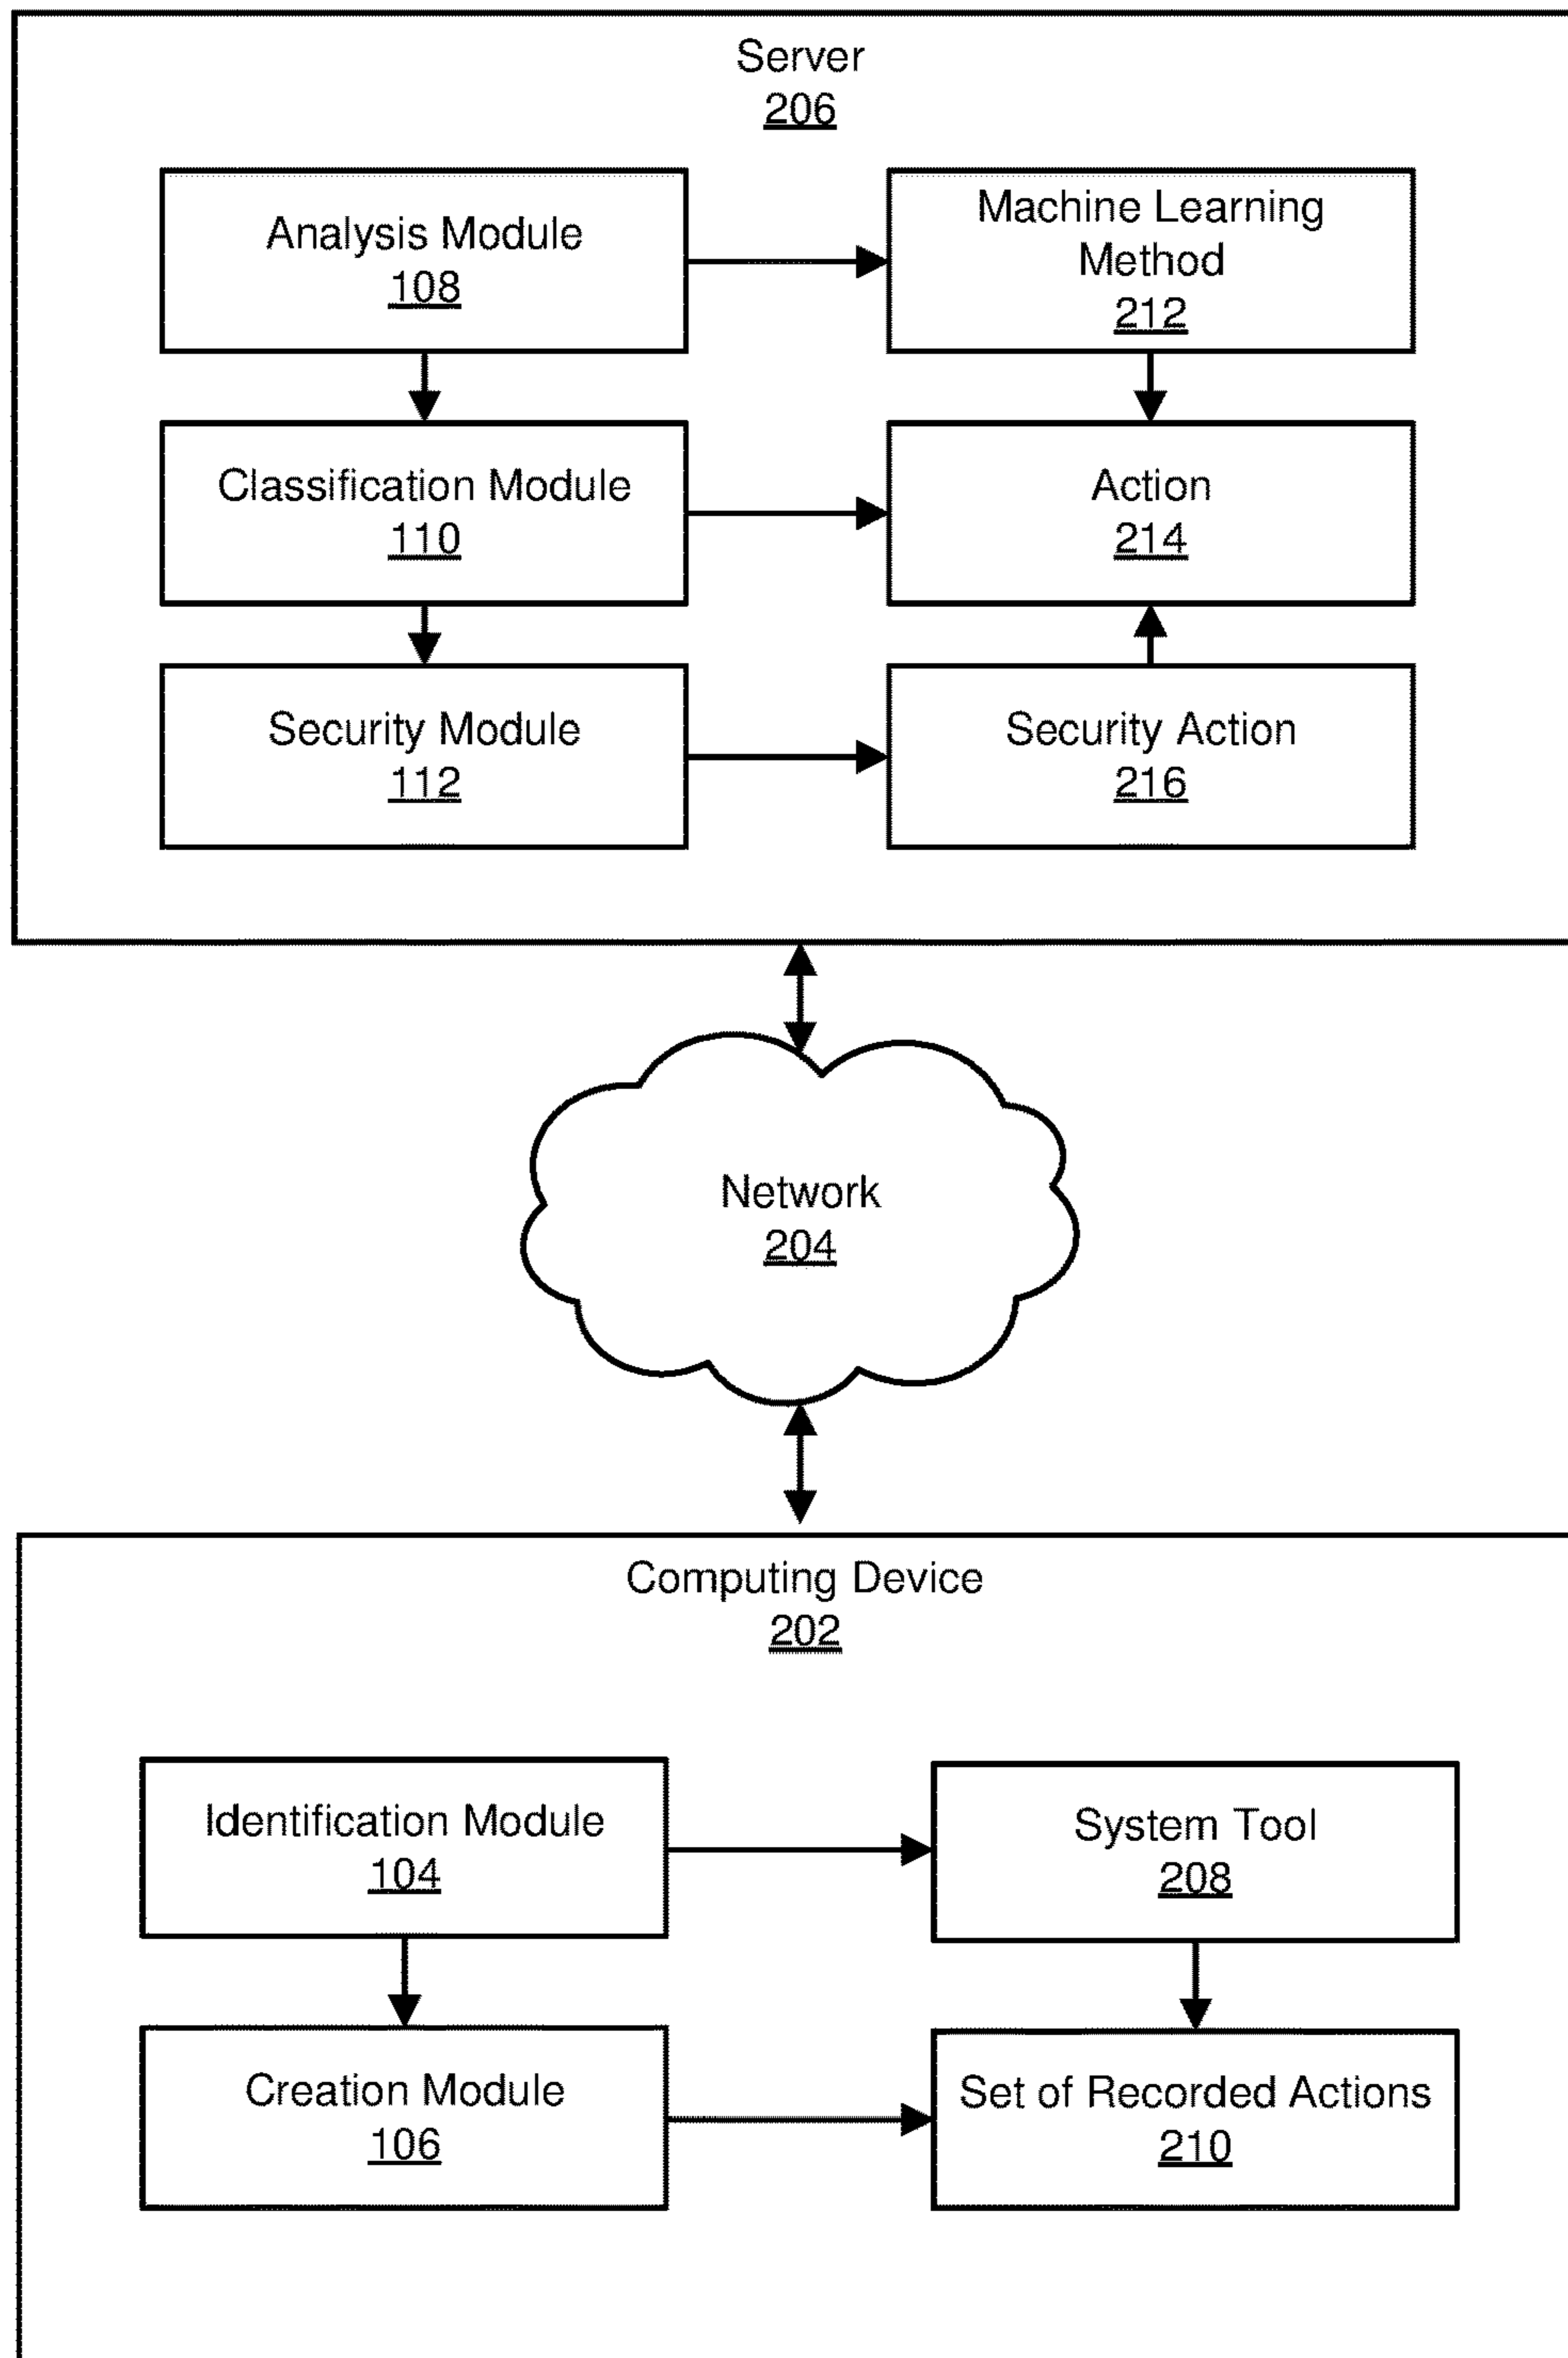 Server
206
Analysis Module
108
Machine Learning
Method
212
Classification Module
110
Action
214
Security Module
112
Security Action
216
Network
204
Computing Device
202
Identification Module
104
System Tool
208
Creation Module
106
Set of Recorded Actions
210